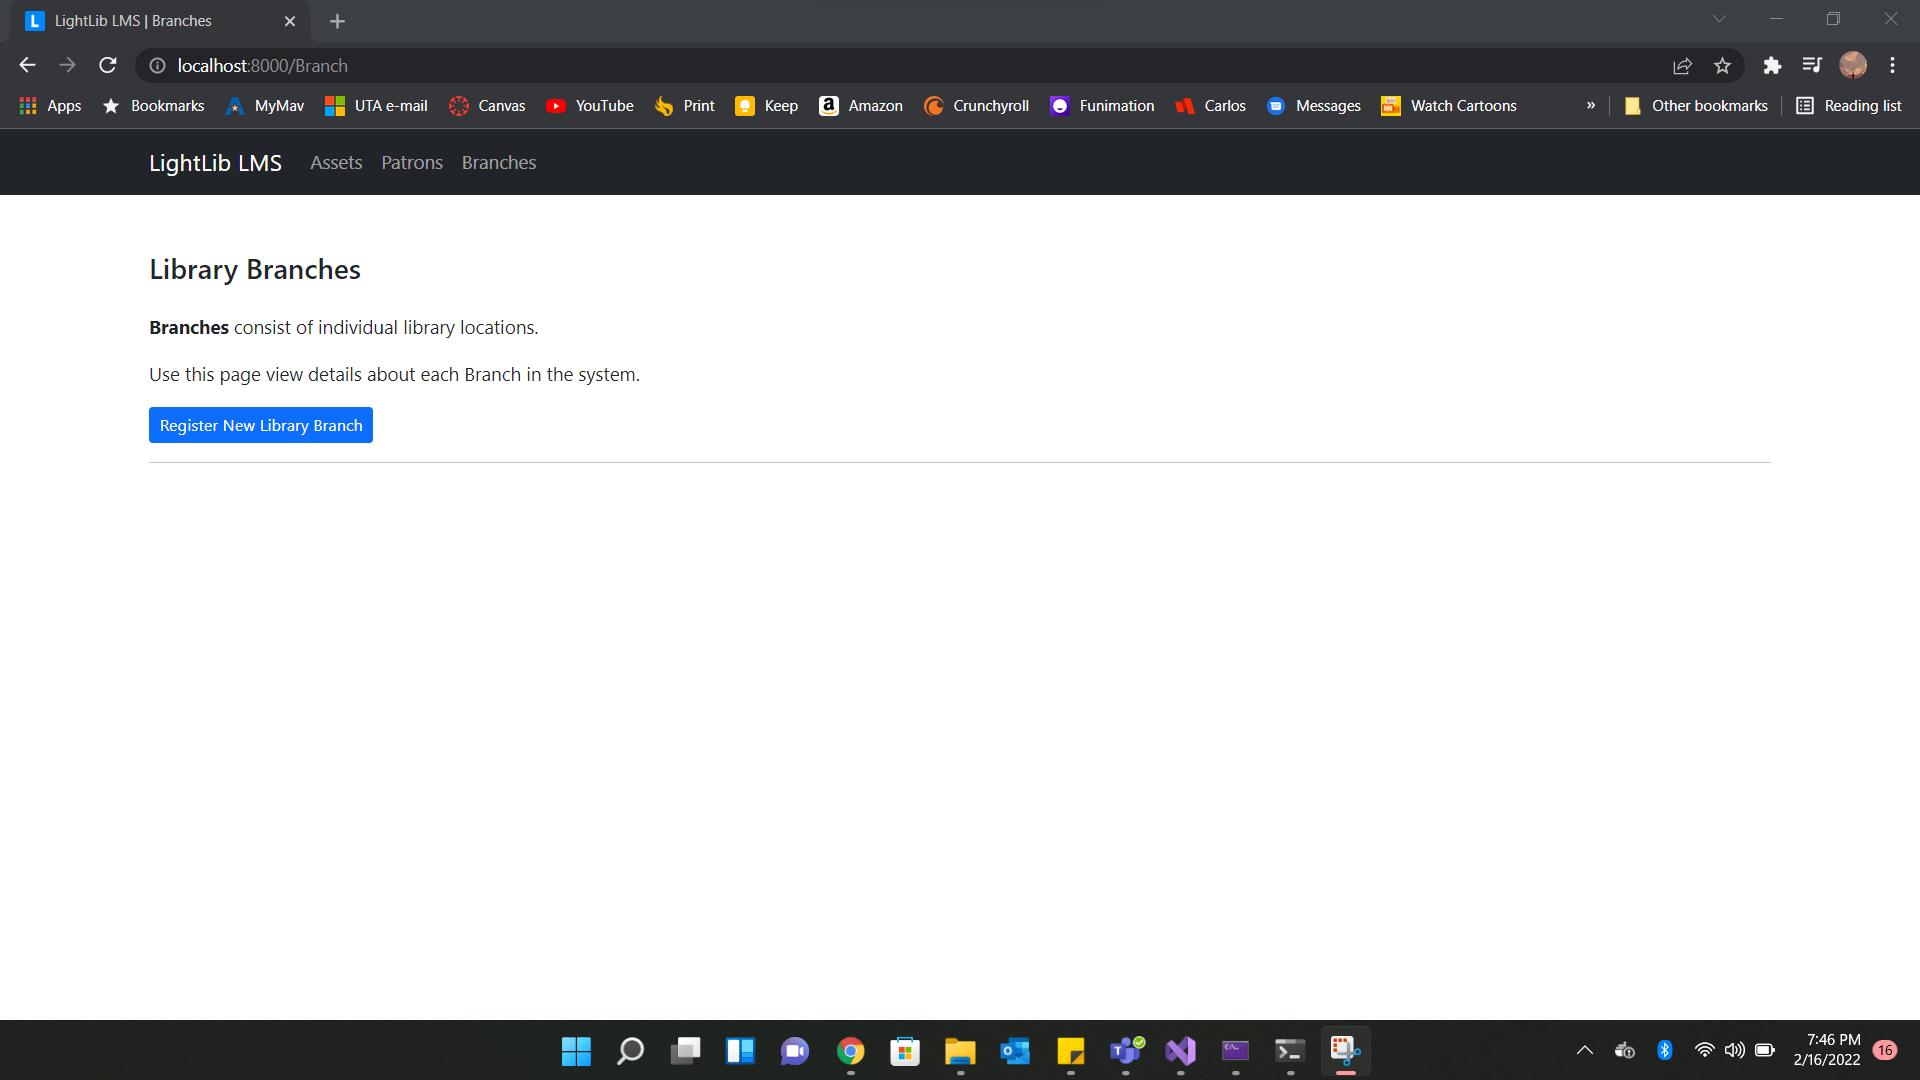 L LightLib LMS | Branches
localhost:8000/Branch
Apps Bookmarks MyMav UTA e-mail Canvas YouTube Print Keep a Amazon Crunchyroll Funimation Carlos Messages Watch Cartoons » Other bookmarks Reading list
LightLib LMS Assets Patrons Branches
Library Branches
Branches consist of individual library locations.
Use this page view details about each Branch in the system.
Register New Library Branch
7:46 PM
2/16/2022
16